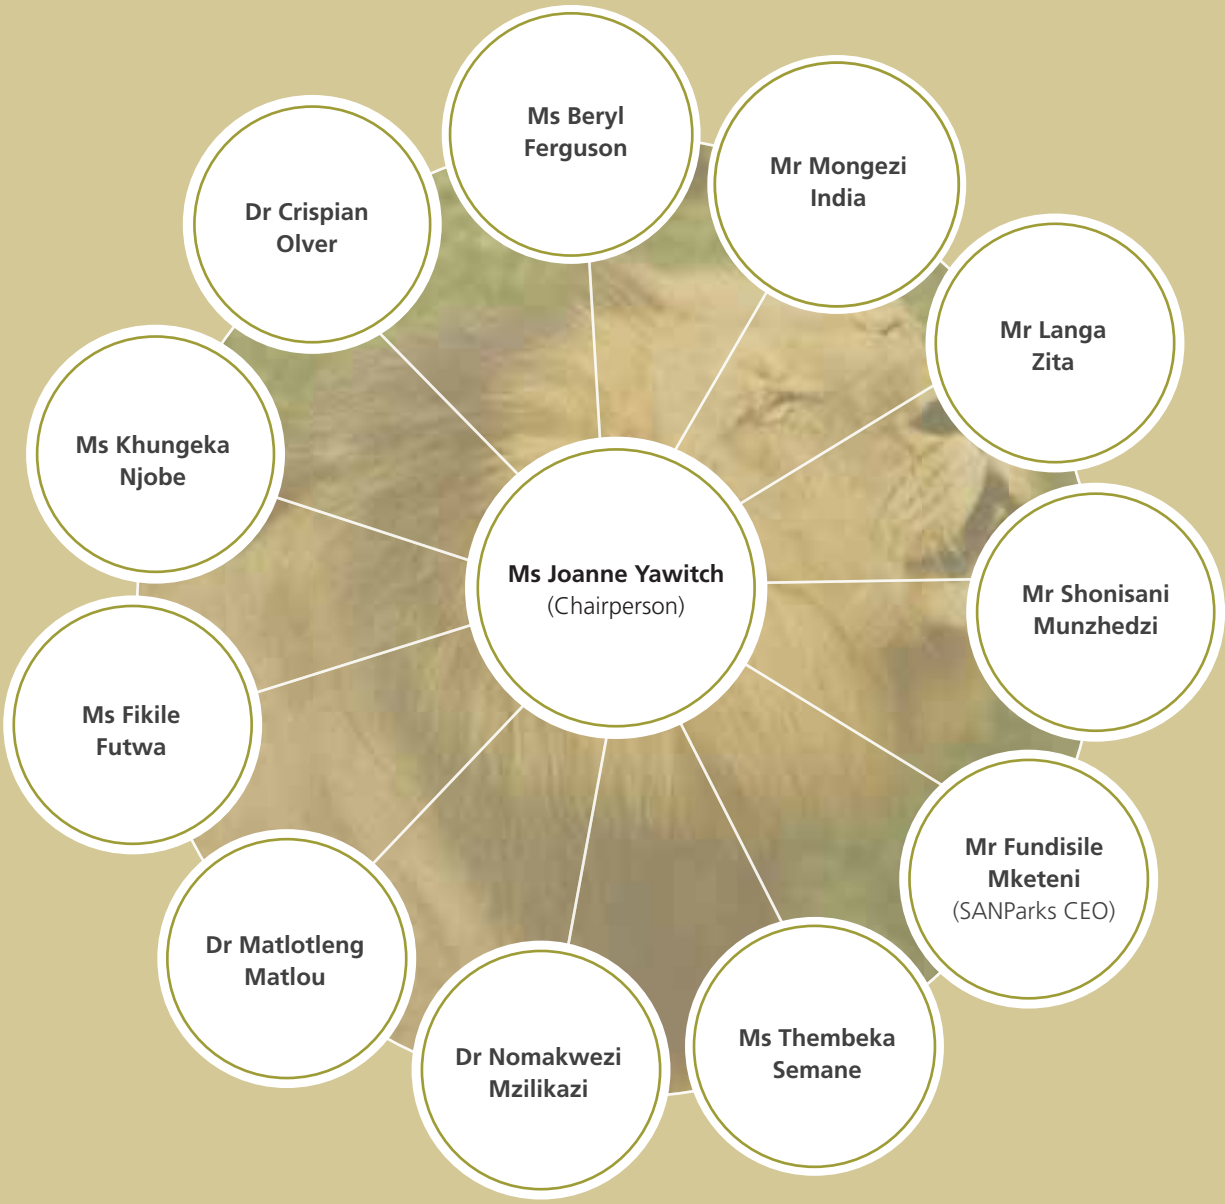 Ms Beryl
Ferguson
Mr Mongezi
India
Dr Crispian
Olver
Mr Langa
Zita
Ms Khungeka
Njobe
Ms Joanne Yawitch
(Chairperson)
Mr Shonisani
Munzhedzi
Ms Fikile
Futwa
Mr Fundisile
Mketeni
(SANParks CEO)
Dr Matlotleng
Matlou
Ms Thembeka
Semane
Dr Nomakwezi
Mzilikazi